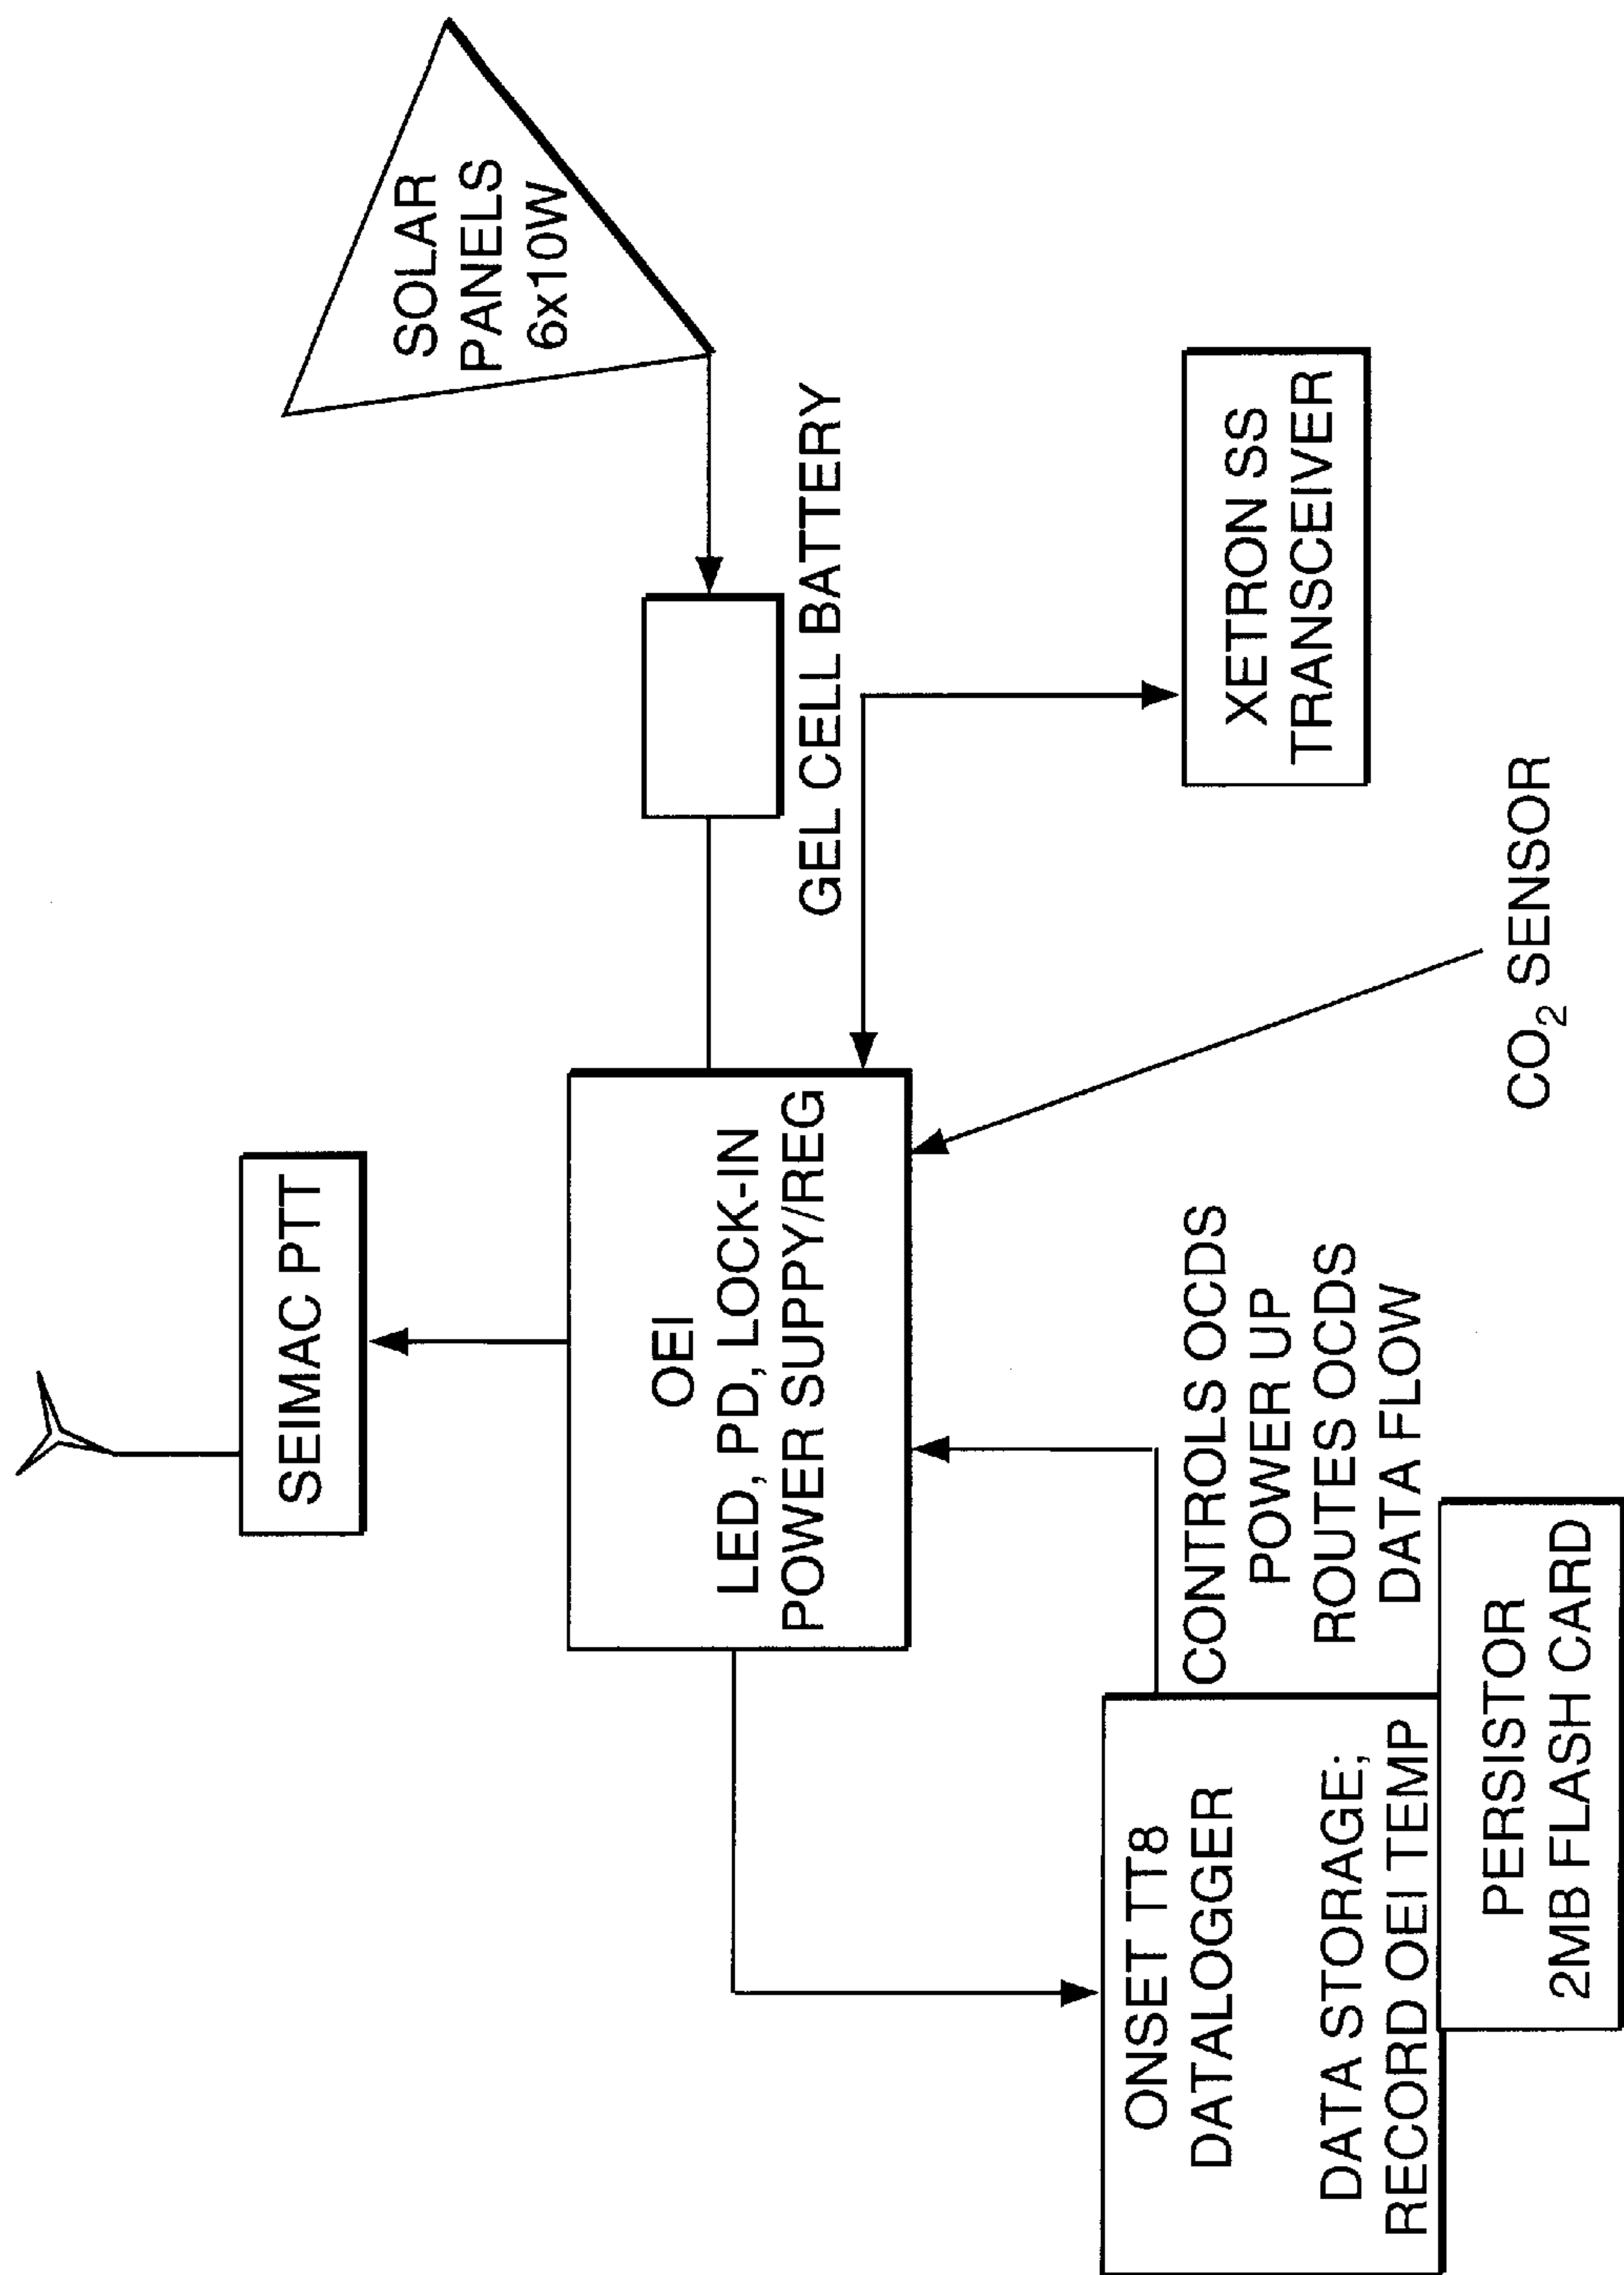 SEIMAC PTT
SOLAR
PANELS
6x10W
OEI
LED, PD, LOCK-IN
POWER SUPPY/REG
GEL CELL BATTERY
ONSET TT8
DATALOGGER
DATA STORAGE;
RECORD OEI TEMP
CONTROLS OCDS
POWER UP
ROUTES OCDS
DATA FLOW
XETRON SS
TRANSCEIVER
PERSISTOR
2MB FLASH CARD
CO₂ SENSOR